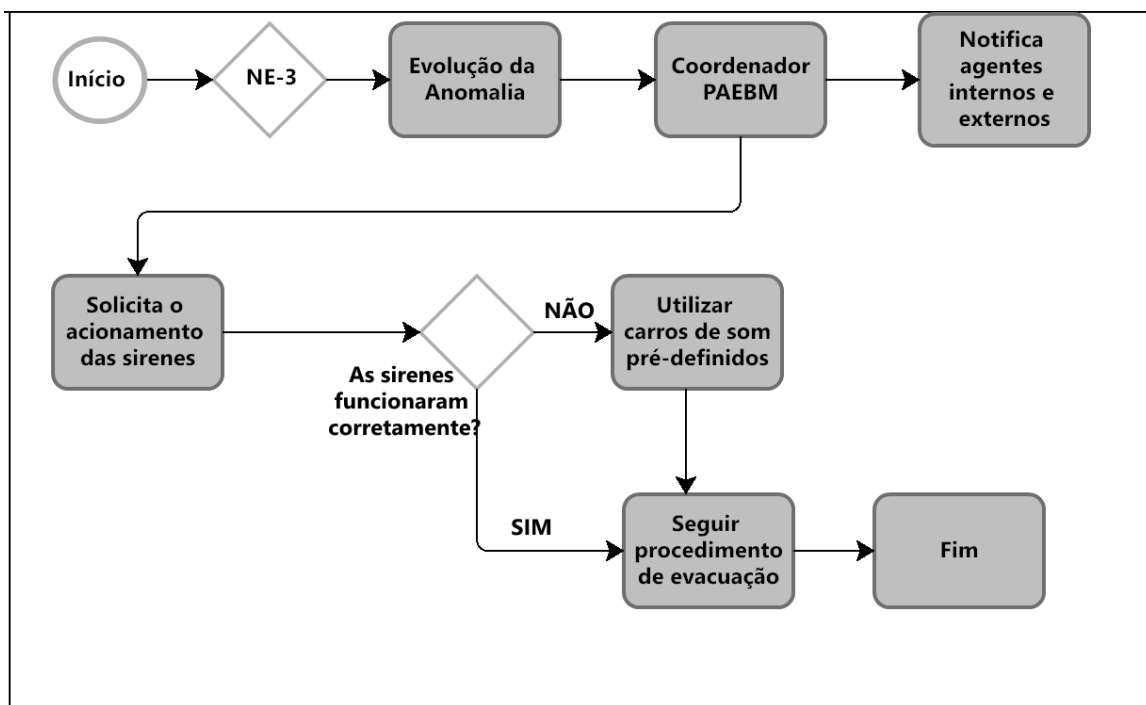 Início
NE-3
Evolução da
Anomalia
Coordenador
PAEBM
Notifica
agentes
internos e
externos
Solicita o
acionamento
das sirenes
As sirenes
funcionaram
corretamente?
NÃO
Utilizar
carros de som
pré-definidos
SIM
Seguir
procedimento
de evacuação
Fim